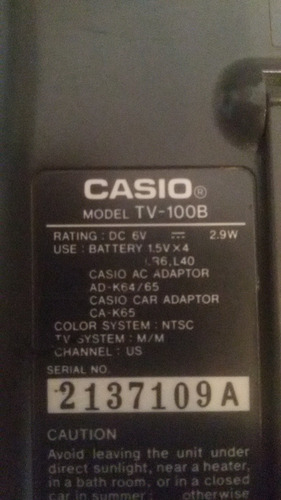 CASIO®
MODEL TV-100B
RATING : DC 6V ⎓ 2.9W
USE : BATTERY 1.5V×4
LR6, L40
CASIO AC ADAPTOR
AD-K64/65
CASIO CAR ADAPTOR
CA-K65
COLOR SYSTEM : NTSC
TV SYSTEM : M/M
CHANNEL : US
SERIAL NO.
2137109A
CAUTION
Avoid leaving the unit under
direct sunlight, near a heater,
in a bath room, or in a closed
car in summer, otherwise